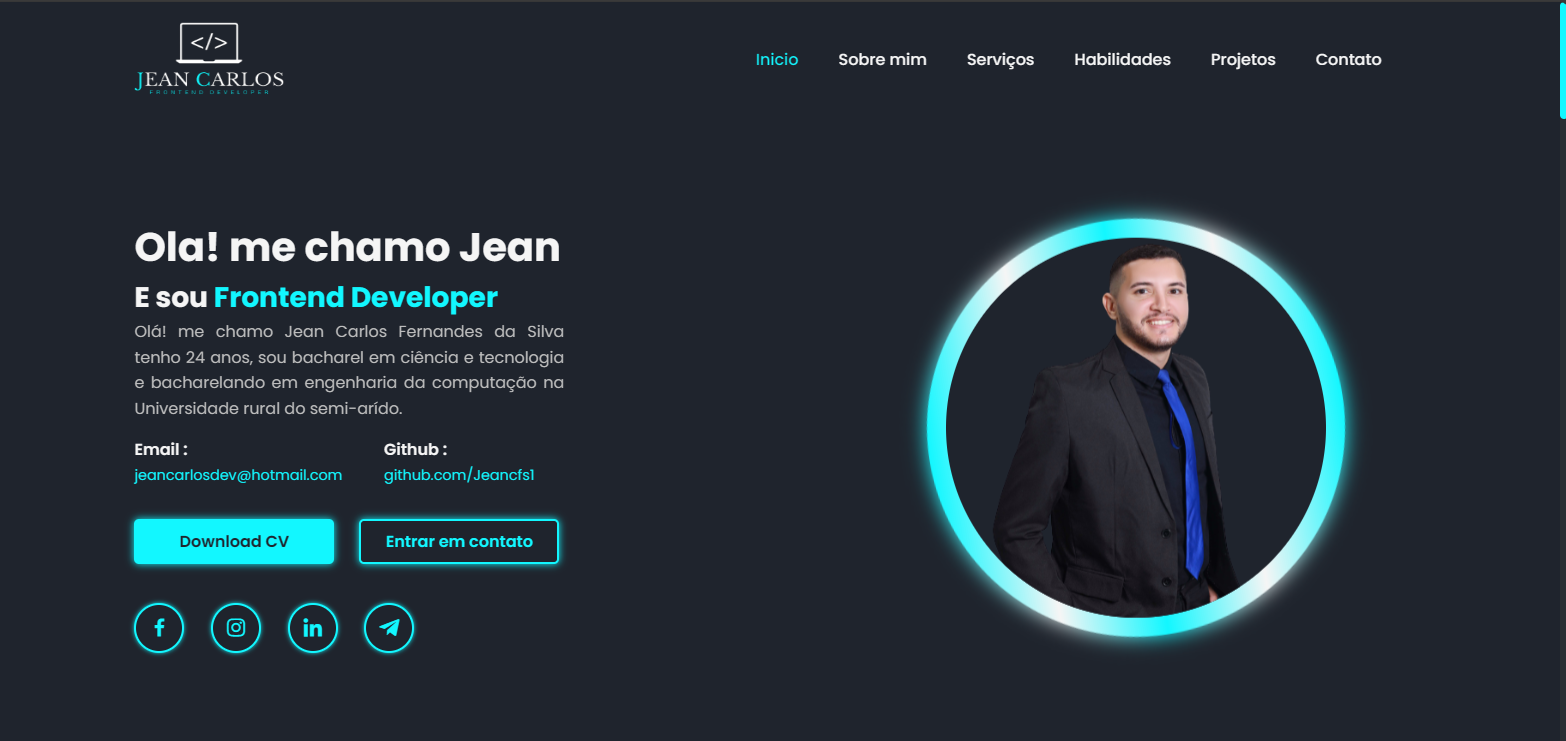 </>
JEAN CARLOS
FRONTEND DEVELOPER
Inicio Sobre mim Serviços Habilidades Projetos Contato
Ola! me chamo Jean
E sou Frontend Developer
Olá! me chamo Jean Carlos Fernandes da Silva
tenho 24 anos, sou bacharel em ciência e tecnologia
e bacharelando em engenharia da computação na
Universidade rural do semi-arído.
Email : Github :
jeancarlosdev@hotmail.com github.com/Jeancfs1
Download CV Entrar em contato